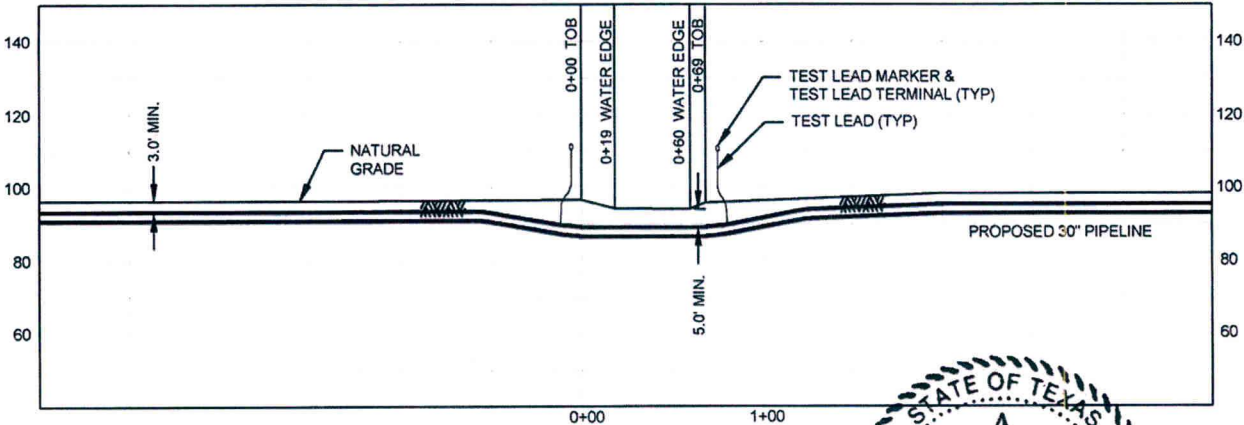 140
120
100
80
60
3.0' MIN.
NATURAL
GRADE
0+00 TOB
0+19 WATER EDGE
0+60 WATER EDGE
0+69 TOB
TEST LEAD MARKER &
TEST LEAD TERMINAL (TYP)
TEST LEAD (TYP)
PROPOSED 30" PIPELINE
5.0' MIN.
140
120
100
80
60
0+00
1+00
STATE OF TEXAS